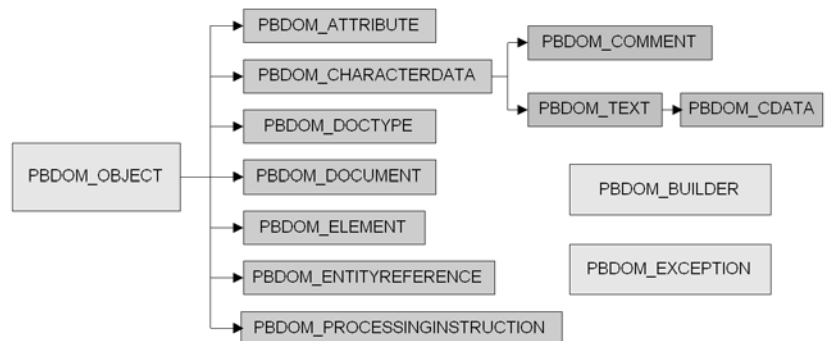 PBDOM_ATTRIBUTE
PBDOM_COMMENT
PBDOM_CHARACTERDATA
PBDOM_TEXT
PBDOM_CDATA
PBDOM_DOCTYPE
PBDOM_OBJECT
PBDOM_DOCUMENT
PBDOM_BUILDER
PBDOM_ELEMENT
PBDOM_EXCEPTION
PBDOM_ENTITYREFERENCE
PBDOM_PROCESSINGINSTRUCTION